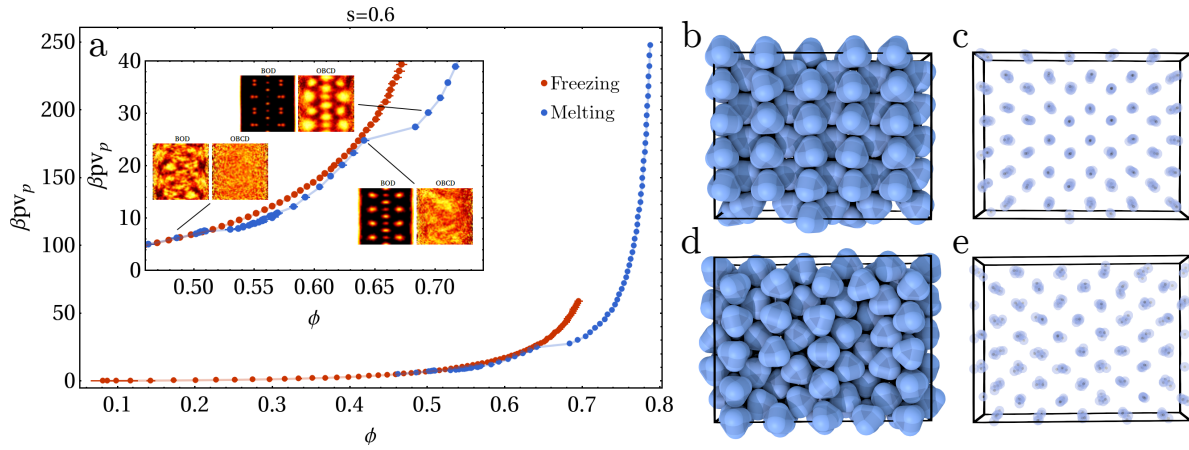 s=0.6
a
b
c
d
e
βpv_p
250
200
150
100
50
0
0.1
0.2
0.3
0.4
0.5
0.6
0.7
0.8
ϕ
Freezing
Melting
βpv_p
40
30
20
10
0
0.50
0.55
0.60
0.65
0.70
ϕ
BOD OBCD
BOD OBCD
BOD OBCD